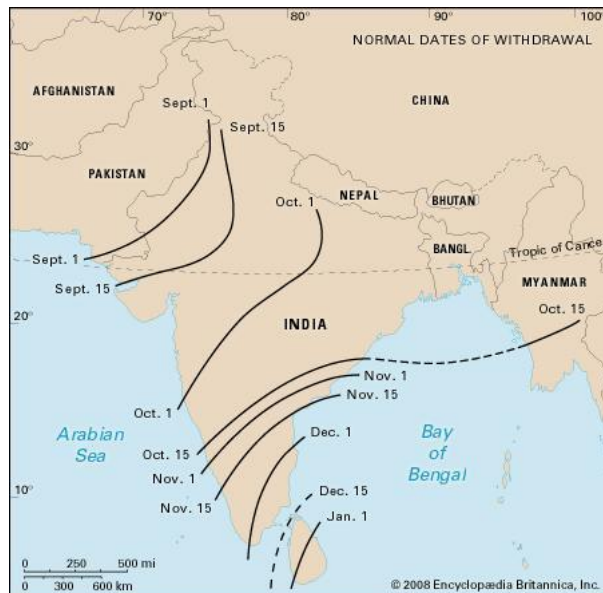 70°
80°
90°
100°
NORMAL DATES OF WITHDRAWAL
AFGHANISTAN
CHINA
Sept. 1
Sept. 15
30°
PAKISTAN
Oct. 1
NEPAL
BHUTAN
BANGL.
Tropic of Cance
Sept. 1
Sept. 15
MYANMAR
Oct. 15
20°
INDIA
Nov. 1
Nov. 15
Oct. 1
Dec. 1
Arabian
Sea
Bay
of
Bengal
Oct. 15
Nov. 1
Nov. 15
10°
Dec. 15
Jan. 1
0 250 500 mi
0 300 600 km
© 2008 Encyclopædia Britannica, Inc.